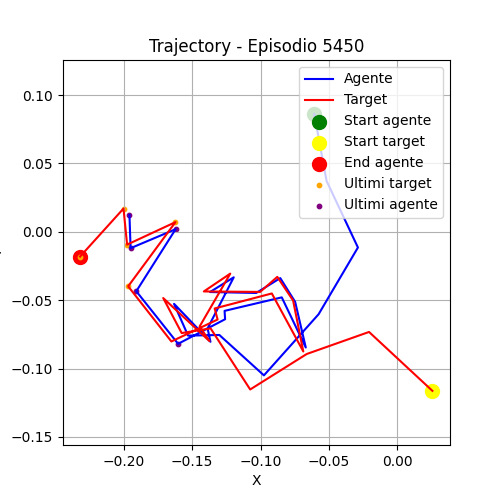 Trajectory - Episodio 5450
Agente
Target
Start agente
Start target
End agente
Ultimi target
Ultimi agente
0.10
0.05
0.00
−0.05
−0.10
−0.15
−0.20
−0.15
−0.10
−0.05
0.00
X